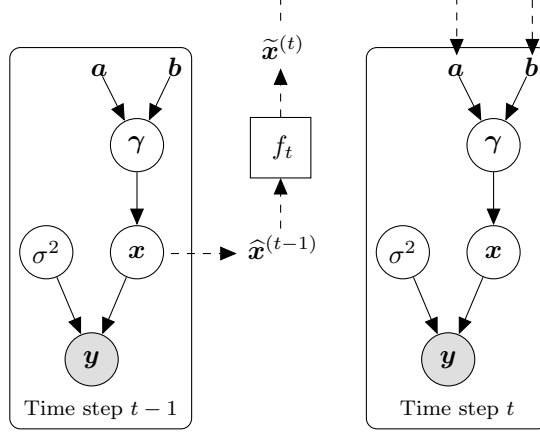 a b
γ
σ² x
y
Time step t − 1
x̃⁽ᵗ⁾
f_t
x̂⁽ᵗ⁻¹⁾
a b
γ
σ² x
y
Time step t